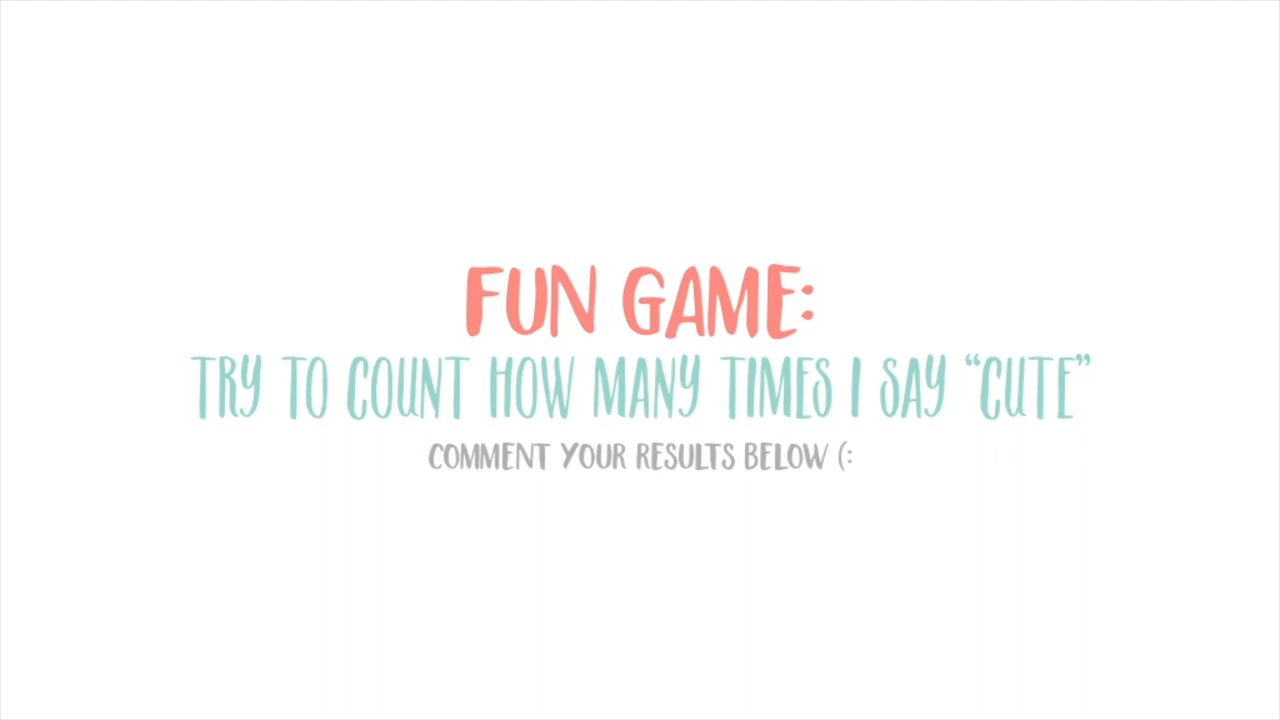 FUN GAME:
TRY TO COUNT HOW MANY TIMES I SAY “CUTE”
COMMENT YOUR RESULTS BELOW (: